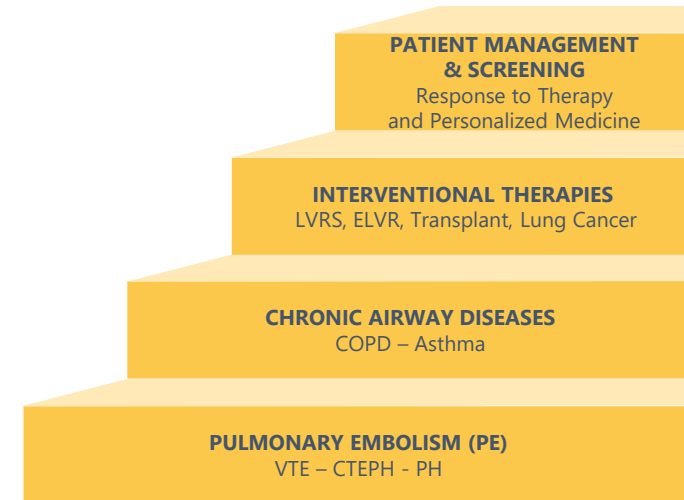 PATIENT MANAGEMENT
& SCREENING
Response to Therapy
and Personalized Medicine
INTERVENTIONAL THERAPIES
LVRS, ELVR, Transplant, Lung Cancer
CHRONIC AIRWAY DISEASES
COPD – Asthma
PULMONARY EMBOLISM (PE)
VTE – CTEPH - PH